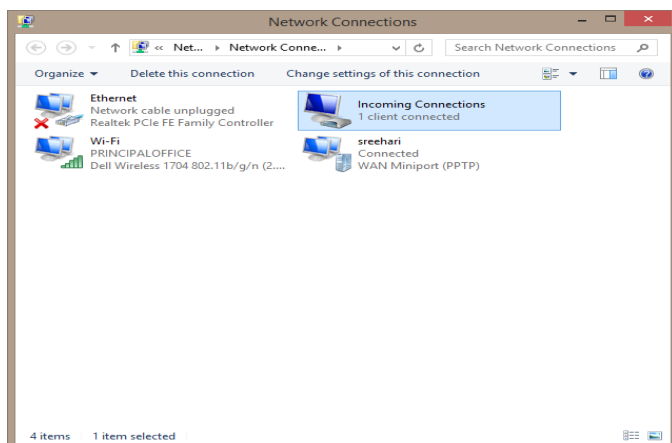 Network Connections
« Net... Network Conne... Search Network Connections
Organize Delete this connection Change settings of this connection
Ethernet
Network cable unplugged
Realtek PCIe FE Family Controller
Incoming Connections
1 client connected
Wi-Fi
PRINCIPALOFFICE
Dell Wireless 1704 802.11b/g/n (2....
sreehari
Connected
WAN Miniport (PPTP)
4 items 1 item selected